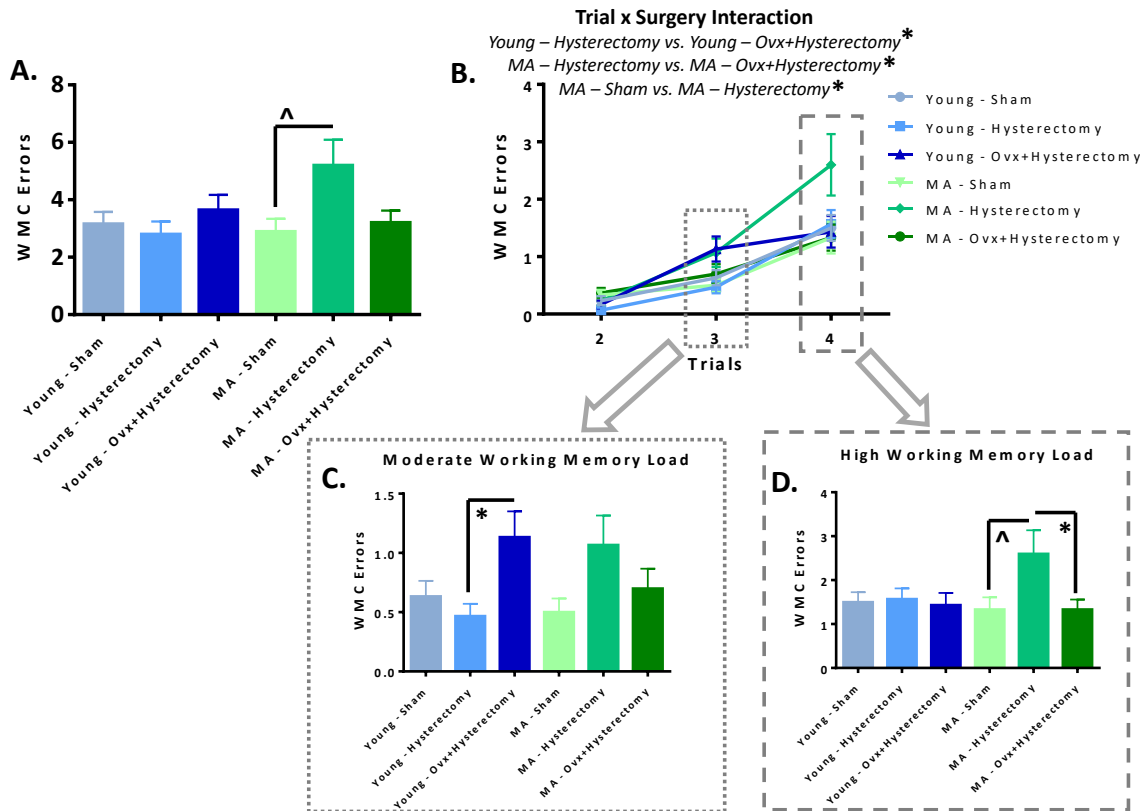 Trial x Surgery Interaction
Young – Hysterectomy vs. Young – Ovx+Hysterectomy*
MA – Hysterectomy vs. MA – Ovx+Hysterectomy*
MA – Sham vs. MA – Hysterectomy*
A.
WMC Errors
8
6
4
2
0
^
Young - Sham
Young - Hysterectomy
Young - Ovx+Hysterectomy
MA - Sham
MA - Hysterectomy
MA - Ovx+Hysterectomy
B.
WMC Errors
4
3
2
1
0
2
3
4
Trials
Young - Sham
Young - Hysterectomy
Young - Ovx+Hysterectomy
MA - Sham
MA - Hysterectomy
MA - Ovx+Hysterectomy
Moderate Working Memory Load
C.
WMC Errors
1.5
1.0
0.5
0.0
*
Young - Sham
Young - Hysterectomy
Young - Ovx+Hysterectomy
MA - Sham
MA - Hysterectomy
MA - Ovx+Hysterectomy
High Working Memory Load
D.
WMC Errors
4
3
2
1
0
^
*
Young - Sham
Young - Hysterectomy
Young - Ovx+Hysterectomy
MA - Sham
MA - Hysterectomy
MA - Ovx+Hysterectomy